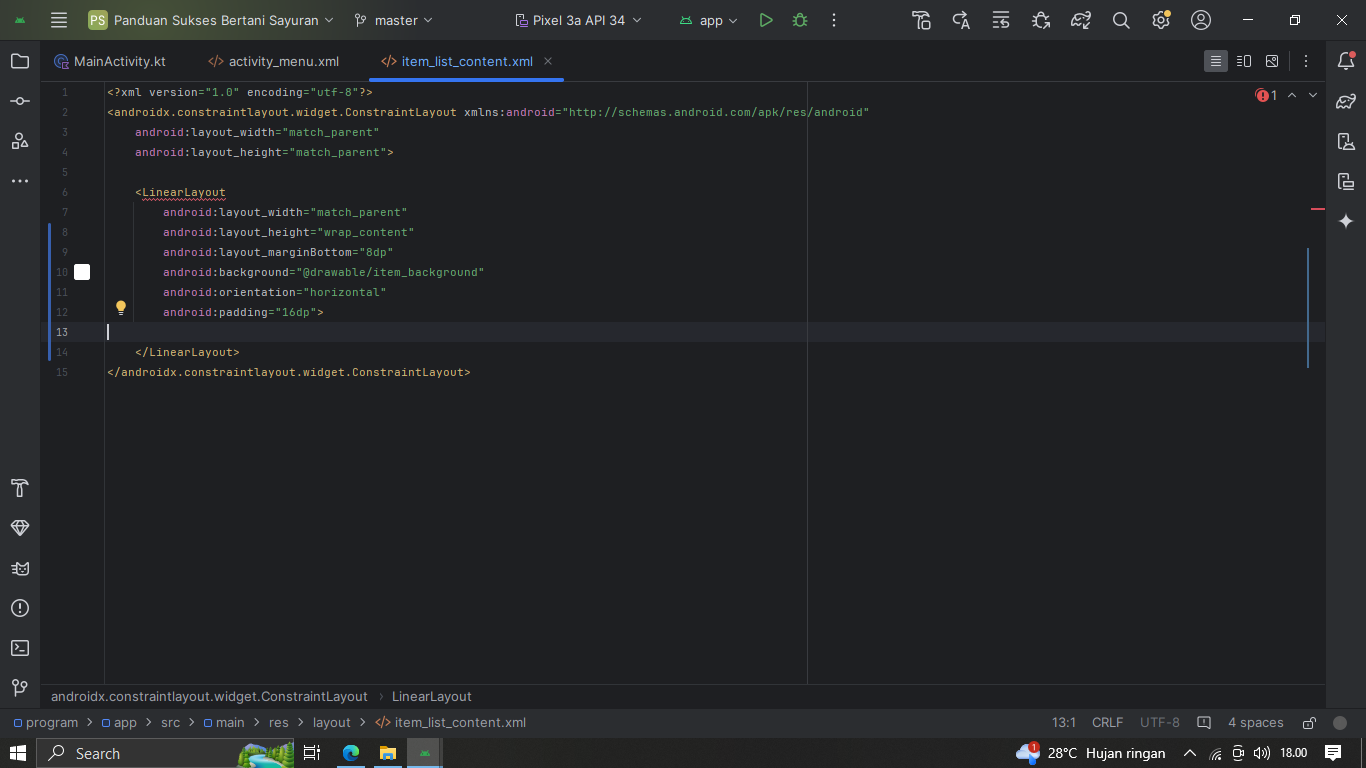 PS Panduan Sukses Bertani Sayuran master Pixel 3a API 34 app
MainActivity.kt activity_menu.xml item_list_content.xml
1 <?xml version="1.0" encoding="utf-8"?> 1
2 <androidx.constraintlayout.widget.ConstraintLayout xmlns:android="http://schemas.android.com/apk/res/android"
3 android:layout_width="match_parent"
4 android:layout_height="match_parent">
5
6 <LinearLayout
7 android:layout_width="match_parent"
8 android:layout_height="wrap_content"
9 android:layout_marginBottom="8dp"
10 android:background="@drawable/item_background"
11 android:orientation="horizontal"
12 android:padding="16dp">
13
14 </LinearLayout>
15 </androidx.constraintlayout.widget.ConstraintLayout>
androidx.constraintlayout.widget.ConstraintLayout › LinearLayout
program > app > src > main > res > layout > item_list_content.xml 13:1 CRLF UTF-8 4 spaces
Search 1 28°C Hujan ringan 18.00